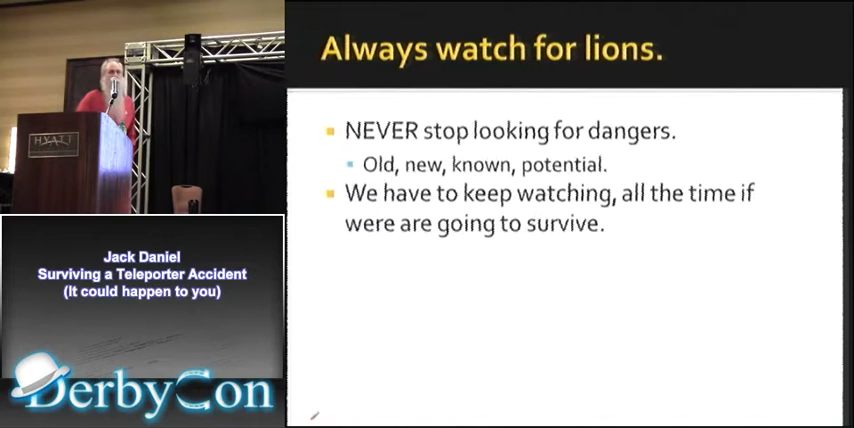 HYATT
Jack Daniel
Surviving a Teleporter Accident
(It could happen to you)
DerbyCon
Always watch for lions.
NEVER stop looking for dangers.
Old, new, known, potential.
We have to keep watching, all the time if
were are going to survive.